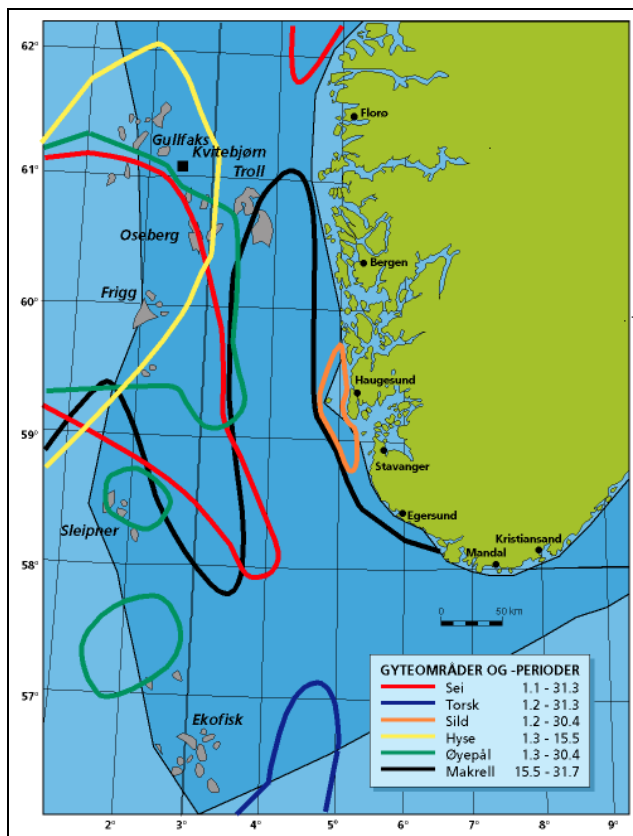 62°
Florø
Gullfaks
Kvitebjørn
61°
Troll
Oseberg
Bergen
Frigg
60°
Haugesund
59°
Stavanger
Sleipner
Egersund
Kristiansand
58°
Mandal
0 50 km
GYTEOMRÅDER OG -PERIODER
Sei 1.1 - 31.3
Torsk 1.2 - 31.3
Sild 1.2 - 30.4
Hyse 1.3 - 15.5
Øyepål 1.3 - 30.4
Makrell 15.5 - 31.7
57°
Ekofisk
2° 3° 4° 5° 6° 7° 8° 9°